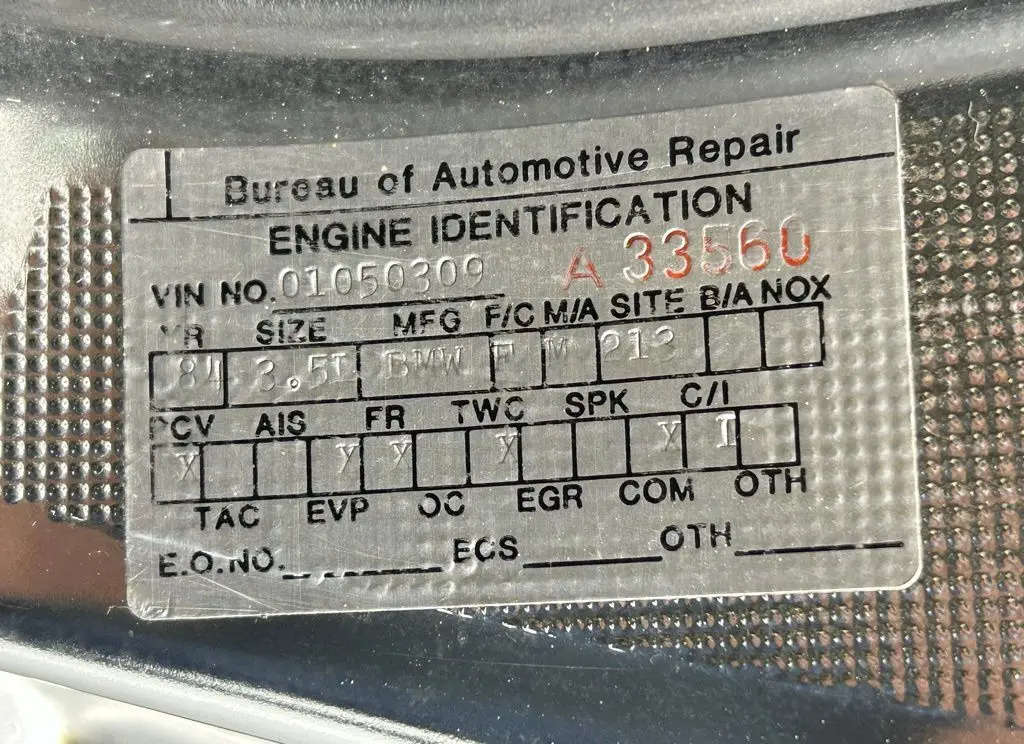 Bureau of Automotive Repair
ENGINE IDENTIFICATION
VIN NO. 01050309 A 33560
YR SIZE MFG F/C M/A SITE B/A NOX
84 3.5L BMW F M 213
PCV AIS FR TWC SPK C/I
X X X X X I
TAC EVP OC EGR COM OTH
E.O.NO. ECS OTH